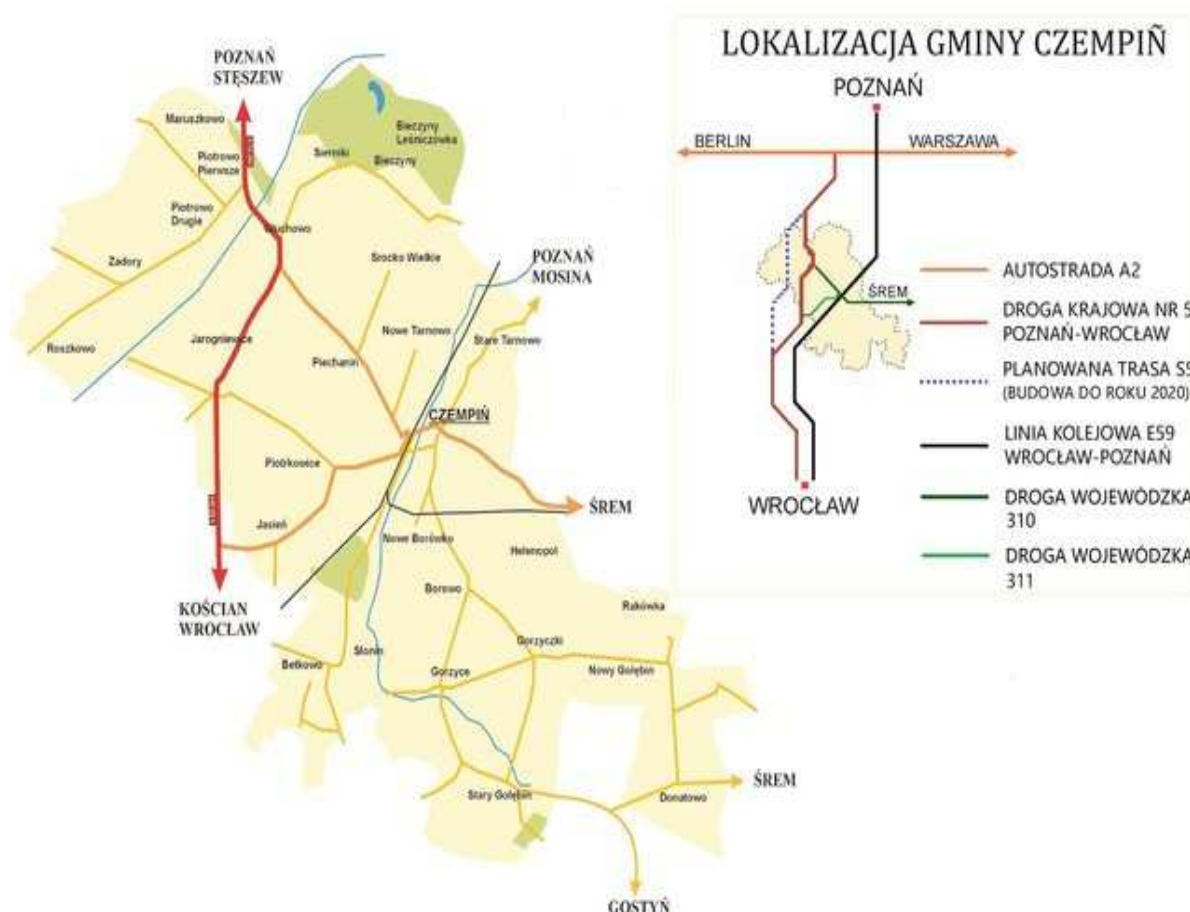 LOKALIZACJA GMINY CZEMPIÑ
POZNAŃ
BERLIN
WARSZAWA
ŚREM
WROCŁAW
AUTOSTRADA A2
DROGA KRAJOWA NR 5
POZNAŃ-WROCŁAW
PLANOWANA TRASA S5
(BUDOWA DO ROKU 2020)
LINIA KOLEJOWA E59
WROCŁAW-POZNAŃ
DROGA WOJEWÓDZKA
310
DROGA WOJEWÓDZKA
311
POZNAŃ
STĘSZEW
Maruszkowo
Bieczyny
Leśniczówka
Piotrowo
Pierwsze
Sierniki
Bieczyny
Piotrowo
Drugie
Głuchowo
Zadory
Srocko Wielkie
POZNAŃ
MOSINA
Roszkowo
Jarogniewice
Nowe Tarnowo
Stare Tarnowo
Piechanin
CZEMPIŃ
Piotrkowice
Jasień
ŚREM
Nowe Borówko
Helenopol
KOŚCIAN
WROCLAW
Borowo
Rakówka
Betkowo
Słonin
Gorzyce
Gorzyczki
Nowy Gołębin
Stary Gołębin
Donatowo
ŚREM
GOSTYŃ